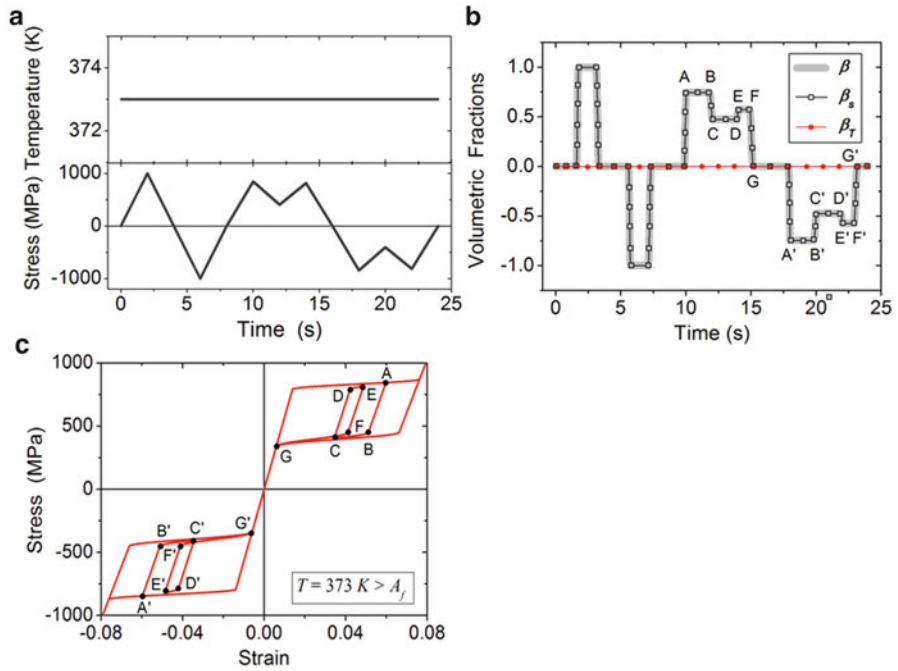 a
Temperature (K)
374
372
Stress (MPa)
1000
0
-1000
0 5 10 15 20 25
Time (s)
b
Volumetric Fractions
1.0
0.5
0.0
-0.5
-1.0
A B
C D
E F
G
G'
C' D'
A' B'
E' F'
β
βs
βT
0 5 10 15 20 25
Time (s)
c
Stress (MPa)
1000
500
0
-500
-1000
A
D E
F
G C B
B' C' G'
F'
E' D'
A'
T = 373 K > Af
-0.08 -0.04 0.00 0.04 0.08
Strain